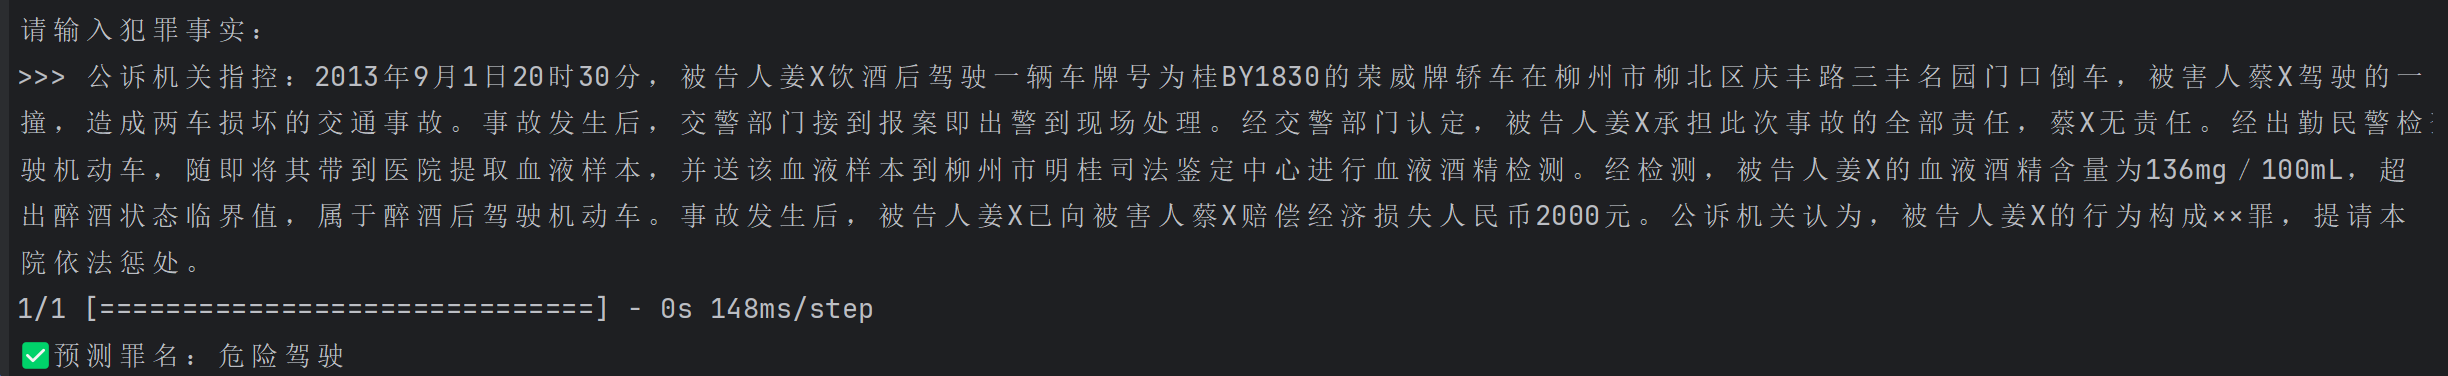 请输入犯罪事实：
>>> 公诉机关指控：2013年9月1日20时30分，被告人姜X饮酒后驾驶一辆车牌号为桂BY1830的荣威牌轿车在柳州市柳北区庆丰路三丰名园门口倒车，被害人蔡X驾驶的一
撞，造成两车损坏的交通事故。事故发生后，交警部门接到报案即出警到现场处理。经交警部门认定，被告人姜X承担此次事故的全部责任，蔡X无责任。经出勤民警检
驶机动车，随即将其带到医院提取血液样本，并送该血液样本到柳州市明桂司法鉴定中心进行血液酒精检测。经检测，被告人姜X的血液酒精含量为136mg／100mL，超
出醉酒状态临界值，属于醉酒后驾驶机动车。事故发生后，被告人姜X已向被害人蔡X赔偿经济损失人民币2000元。公诉机关认为，被告人姜X的行为构成××罪，提请本
院依法惩处。
1/1 [==============================] - 0s 148ms/step
✅预测罪名：危险驾驶